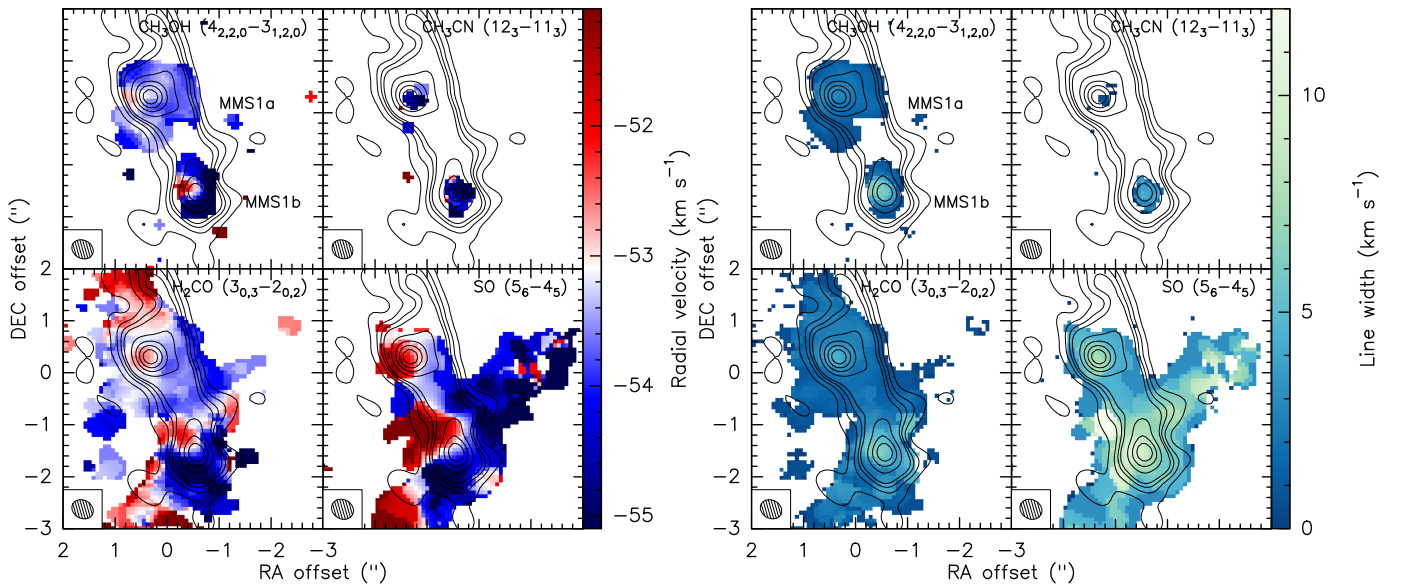 CH₃OH (4₂,₂,₀−3₁,₂,₀)
CH₃CN (12₃−11₃)
MMS1a
MMS1b
H₂CO (3₀,₃−2₀,₂)
SO (5₆−4₅)
DEC offset (")
DEC offset (")
2
1
0
−1
−2
−3
2 1 0 −1 −2 −3
RA offset (")
−52
−53
−54
−55
Radial velocity (km s⁻¹)
CH₃OH (4₂,₂,₀−3₁,₂,₀)
CH₃CN (12₃−11₃)
MMS1a
MMS1b
H₂CO (3₀,₃−2₀,₂)
SO (5₆−4₅)
DEC offset (")
DEC offset (")
2
1
0
−1
−2
−3
2 1 0 −1 −2 −3
RA offset (")
10
5
0
Line width (km s⁻¹)